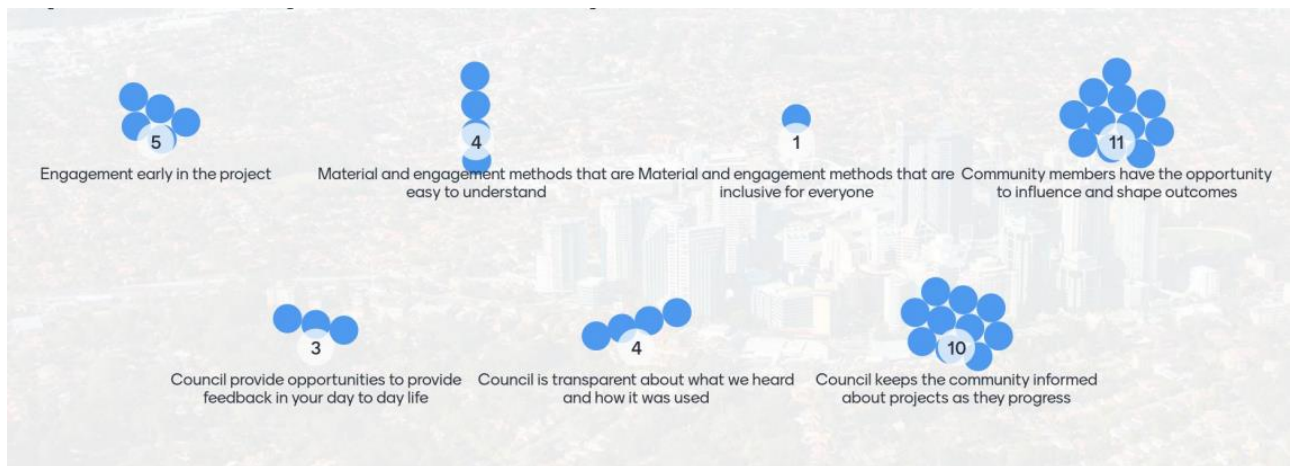 5
Engagement early in the project
4
Material and engagement methods that are
easy to understand
1
Material and engagement methods that are
inclusive for everyone
11
Community members have the opportunity
to influence and shape outcomes
3
Council provide opportunities to provide
feedback in your day to day life
4
Council is transparent about what we heard
and how it was used
10
Council keeps the community informed
about projects as they progress